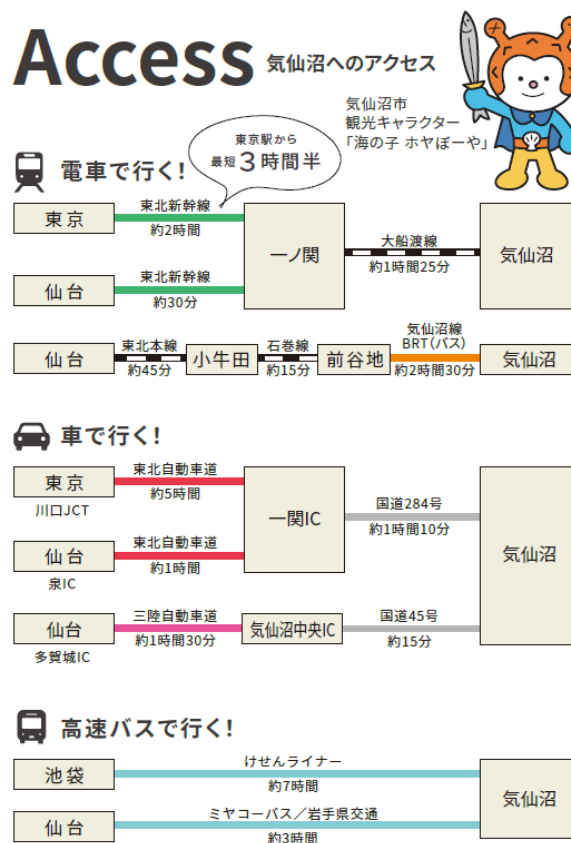 Access 気仙沼へのアクセス
気仙沼市
観光キャラクター
「海の子 ホヤぼーや」
東京駅から
最短3時間半
電車で行く!
東京
東北新幹線
約2時間
一ノ関
大船渡線
約1時間25分
気仙沼
仙台
東北新幹線
約30分
仙台
東北本線
約45分
小牛田
石巻線
約15分
前谷地
気仙沼線
BRT(バス)
約2時間30分
気仙沼
車で行く!
東京
川口JCT
東北自動車道
約5時間
一関IC
国道284号
約1時間10分
気仙沼
仙台
泉IC
東北自動車道
約1時間
仙台
多賀城IC
三陸自動車道
約1時間30分
気仙沼中央IC
国道45号
約15分
高速バスで行く!
池袋
けせんライナー
約7時間
気仙沼
仙台
ミヤコーバス／岩手県交通
約3時間